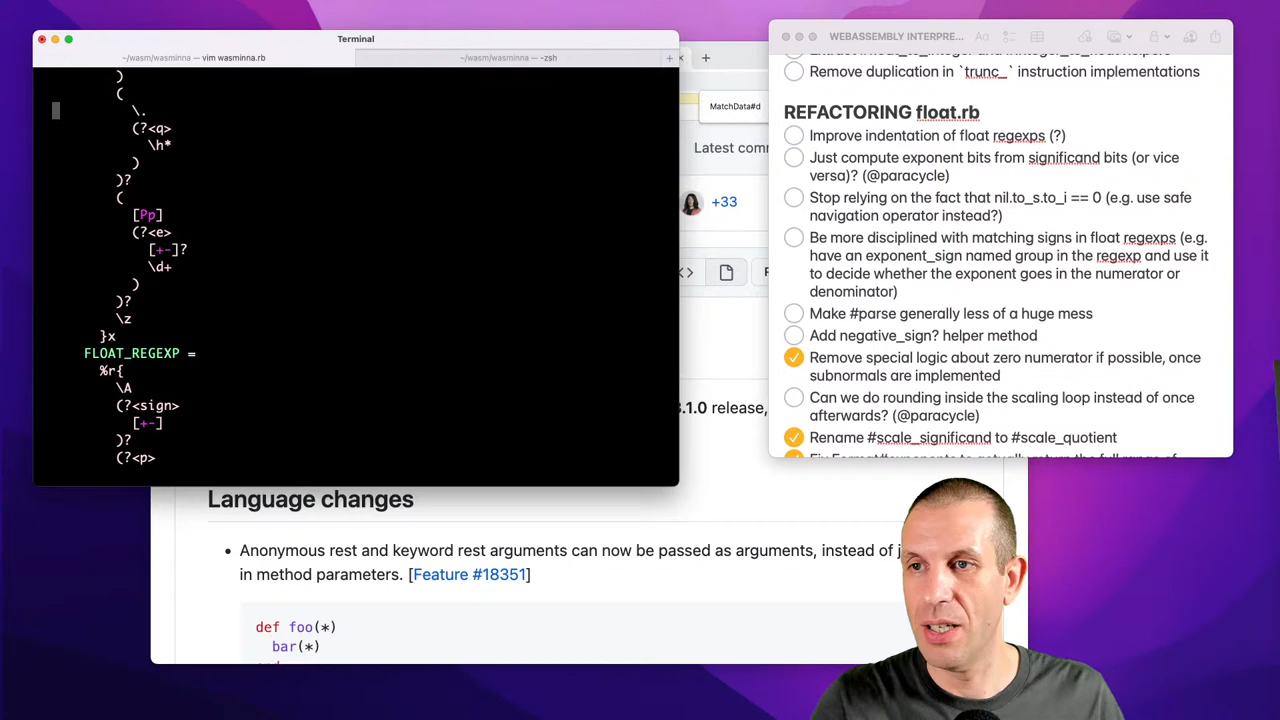 Terminal
~/wasm/wasminna — vim wasminna.rb
~/wasm/wasminna — -zsh
)
(
\.
(?<q>
\h*
)
)?
(
[Pp]
(?<e>
[+-]?
\d+
)
)?
\z
}x
FLOAT_REGEXP =
%r{
\A
(?<sign>
[+-]
)?
(?<p>
MatchData#d
Latest comm
+33
3.1.0 release,
Language changes
• Anonymous rest and keyword rest arguments can now be passed as arguments, instead of j
in method parameters. [Feature #18351]
def foo(*)
bar(*)
WEBASSEMBLY INTERPRE...
Remove duplication in `trunc_` instruction implementations
REFACTORING float.rb
Improve indentation of float regexps (?)
Just compute exponent bits from significand bits (or vice
versa)? (@paracycle)
Stop relying on the fact that nil.to_s.to_i == 0 (e.g. use safe
navigation operator instead?)
Be more disciplined with matching signs in float regexps (e.g.
have an exponent_sign named group in the regexp and use it
to decide whether the exponent goes in the numerator or
denominator)
Make #parse generally less of a huge mess
Add negative_sign? helper method
Remove special logic about zero numerator if possible, once
subnormals are implemented
Can we do rounding inside the scaling loop instead of once
afterwards? (@paracycle)
Rename #scale_significand to #scale_quotient